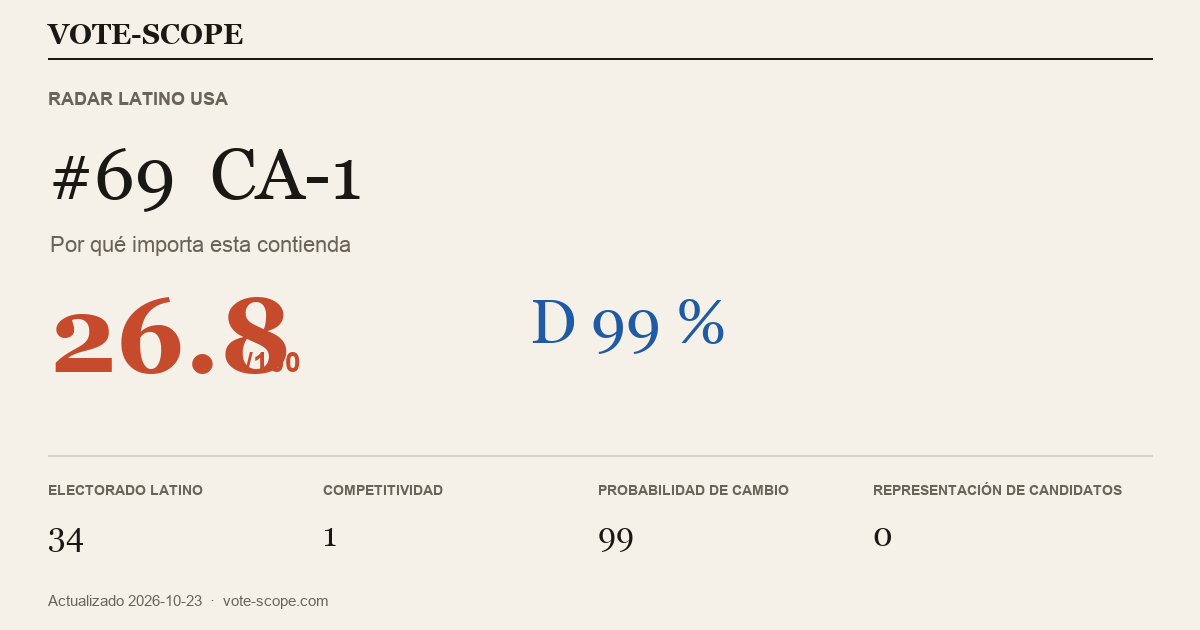 VOTE-SCOPE
RADAR LATINO USA
#69 CA-1
Por qué importa esta contienda
26.8 /100
D 99 %
ELECTORADO LATINO
COMPETITIVIDAD
PROBABILIDAD DE CAMBIO
REPRESENTACIÓN DE CANDIDATOS
34
1
99
0
Actualizado 2026-10-23 · vote-scope.com